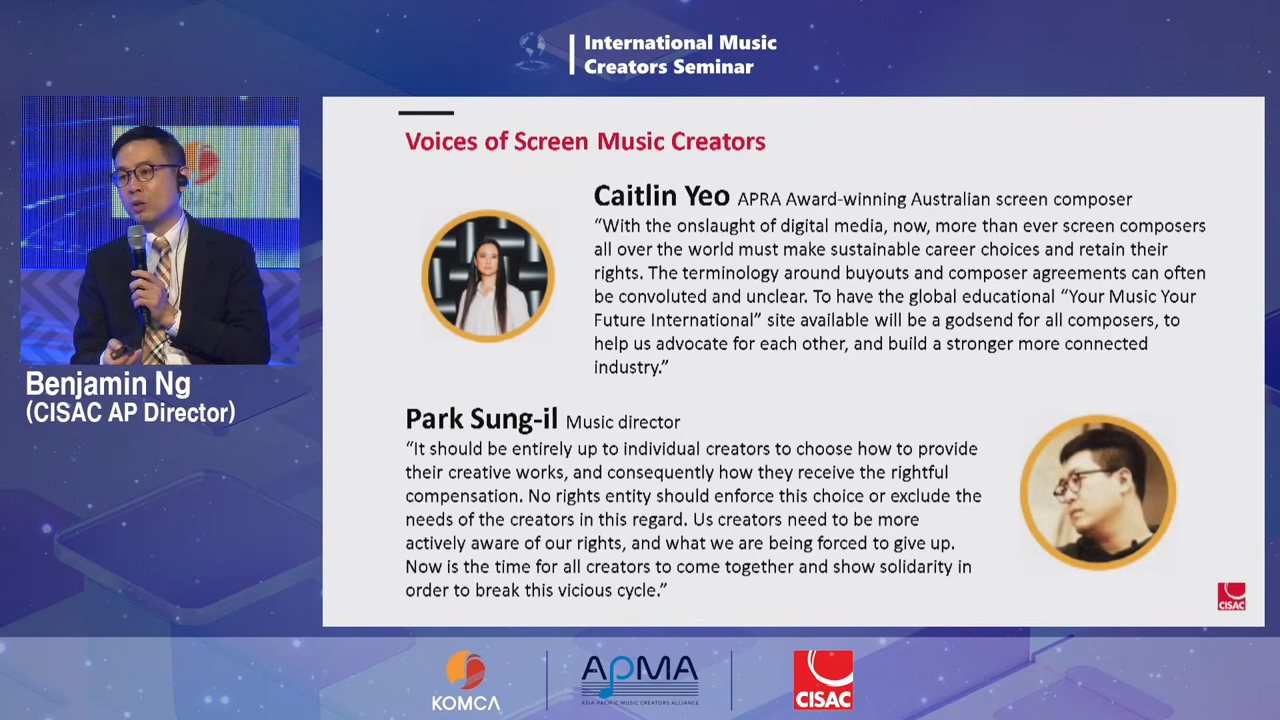 International Music
Creators Seminar
KOMCA
Benjamin Ng
(CISAC AP Director)
Voices of Screen Music Creators
Caitlin Yeo APRA Award-winning Australian screen composer
“With the onslaught of digital media, now, more than ever screen composers
all over the world must make sustainable career choices and retain their
rights. The terminology around buyouts and composer agreements can often
be convoluted and unclear. To have the global educational “Your Music Your
Future International” site available will be a godsend for all composers, to
help us advocate for each other, and build a stronger more connected
industry.”
Park Sung-il Music director
“It should be entirely up to individual creators to choose how to provide
their creative works, and consequently how they receive the rightful
compensation. No rights entity should enforce this choice or exclude the
needs of the creators in this regard. Us creators need to be more
actively aware of our rights, and what we are being forced to give up.
Now is the time for all creators to come together and show solidarity in
order to break this vicious cycle.”
CISAC
KOMCA
APMA
ASIA-PACIFIC MUSIC CREATORS ALLIANCE
CISAC